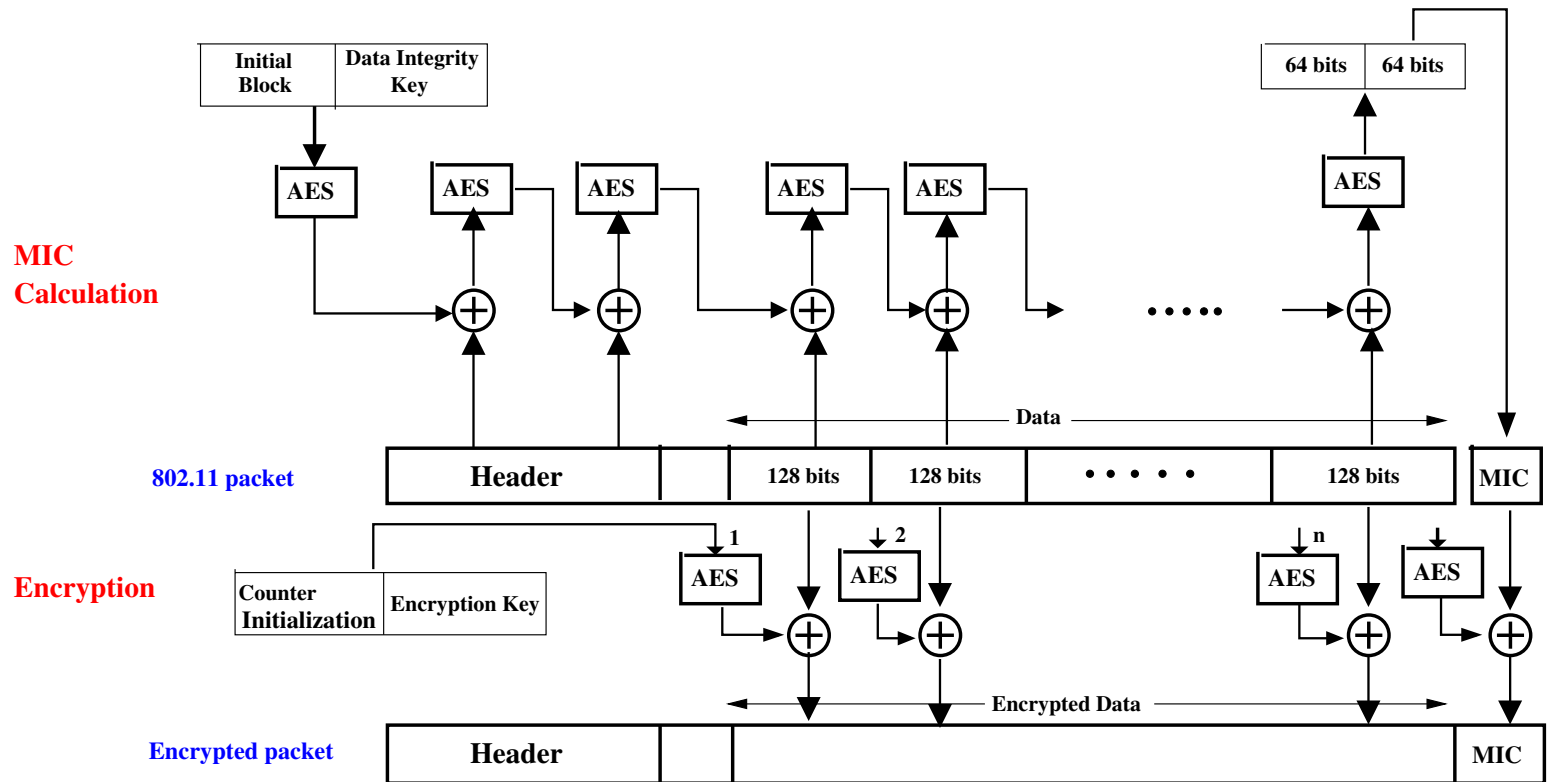 Initial
Block
Data Integrity
Key
64 bits
64 bits
AES
AES
AES
AES
AES
AES
MIC
Calculation
Data
802.11 packet
Header
128 bits
128 bits
128 bits
MIC
1
2
n
AES
AES
AES
AES
Encryption
Counter
Initialization
Encryption Key
Encrypted Data
Encrypted packet
Header
MIC